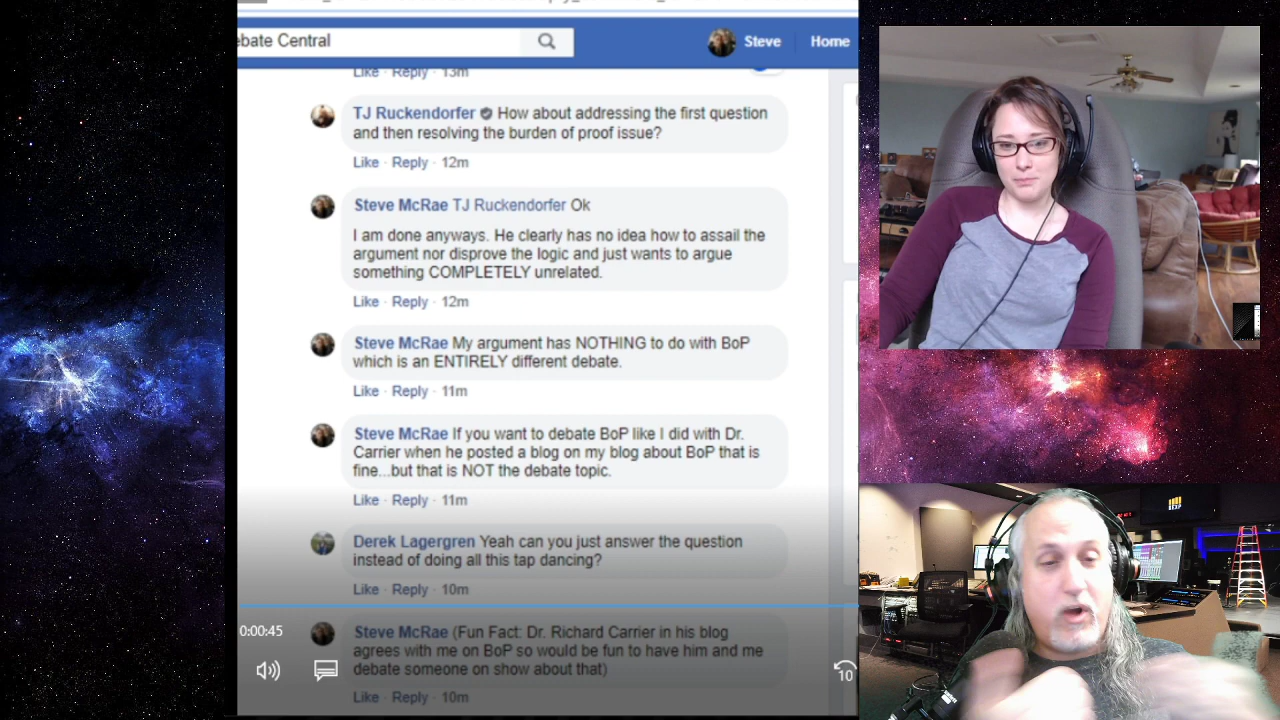 ebate Central
Steve
Home
Like · Reply · 13m
TJ Ruckendorfer How about addressing the first question
and then resolving the burden of proof issue?
Like · Reply · 12m
Steve McRae TJ Ruckendorfer Ok
I am done anyways. He clearly has no idea how to assail the
argument nor disprove the logic and just wants to argue
something COMPLETELY unrelated.
Like · Reply · 12m
Steve McRae My argument has NOTHING to do with BoP
which is an ENTIRELY different debate.
Like · Reply · 11m
Steve McRae If you want to debate BoP like I did with Dr.
Carrier when he posted a blog on my blog about BoP that is
fine...but that is NOT the debate topic.
Like · Reply · 11m
Derek Lagergren Yeah can you just answer the question
instead of doing all this tap dancing?
Like · Reply · 10m
0:00:45
Steve McRae (Fun Fact: Dr. Richard Carrier in his blog
agrees with me on BoP so would be fun to have him and me
debate someone on show about that)
10
Like · Reply · 10m